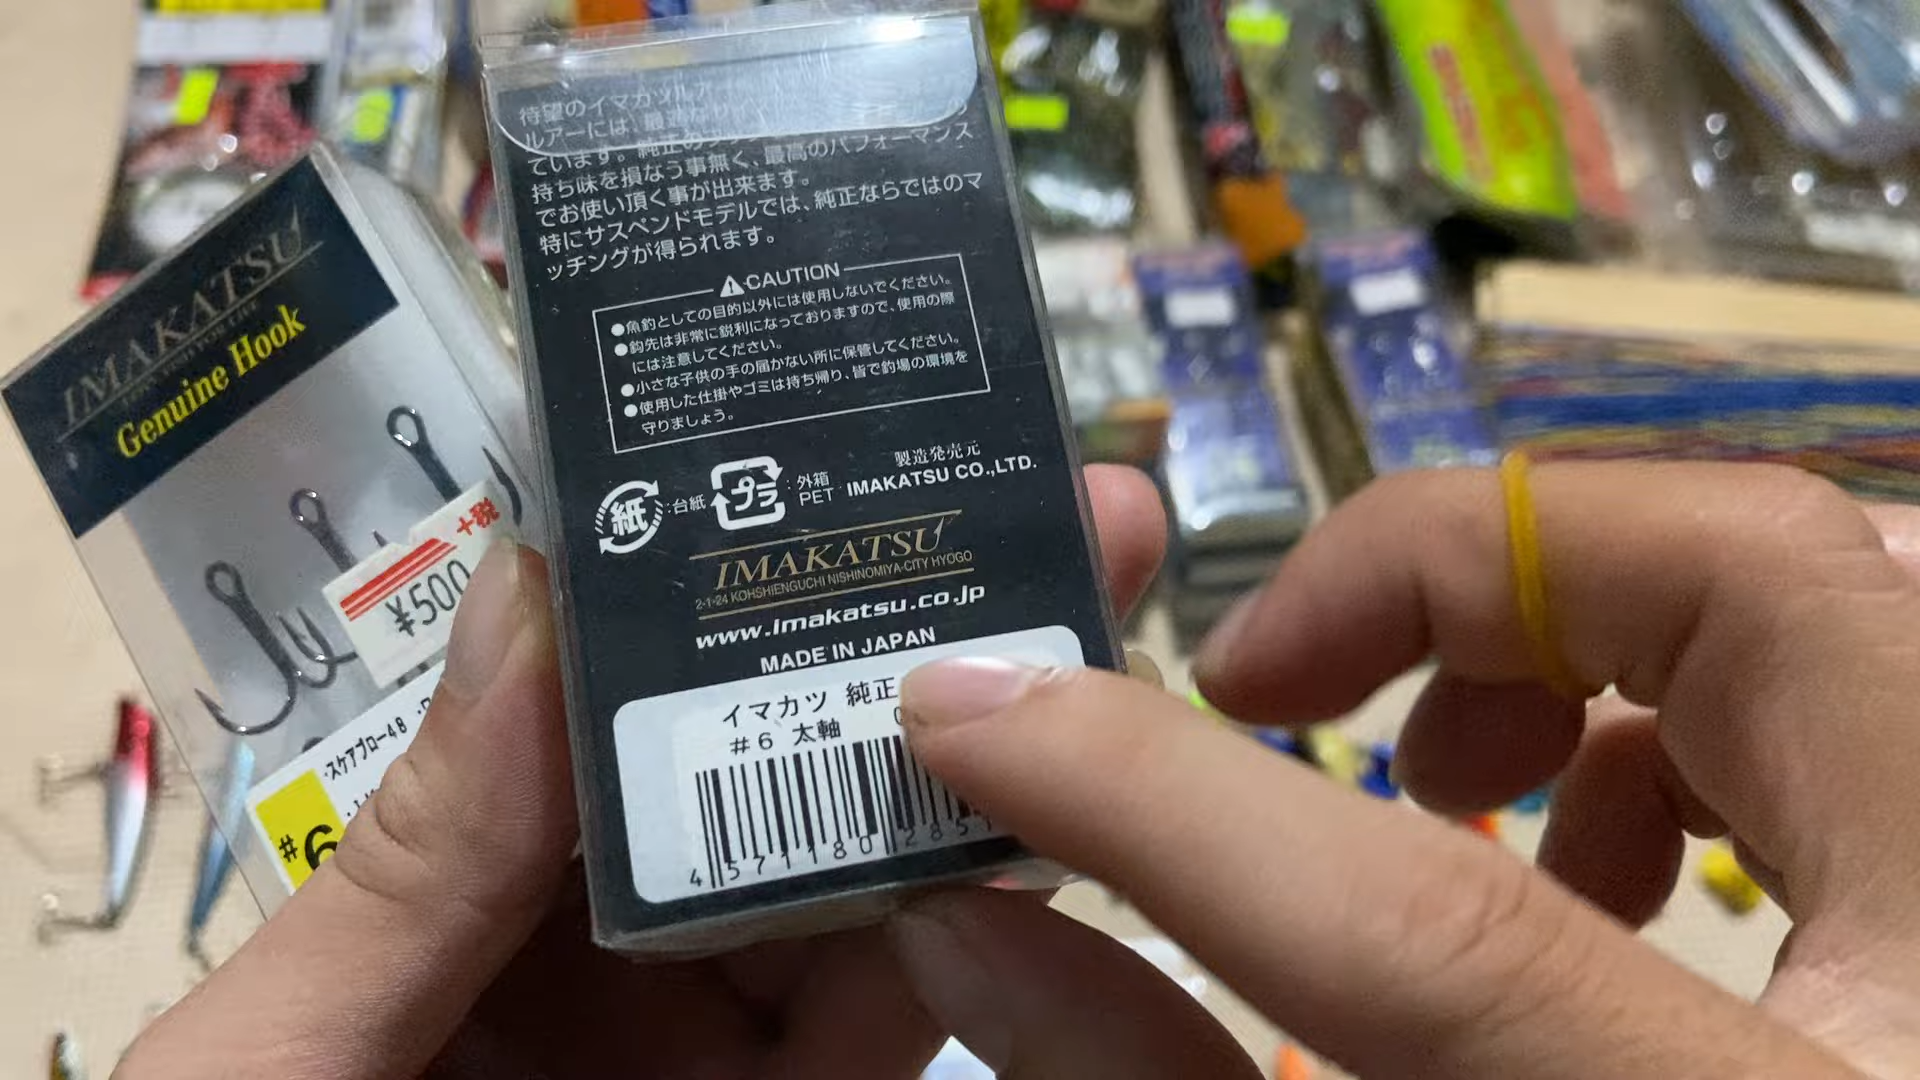 IMAKATSU
Genuine Hook
+税
¥500
・スケアブロー48
#6
待望のイマカツルア
ルアーには、最適な
ています。純正の
持ち味を損なう事無く、最高のパフォーマンス
でお使い頂く事が出来ます。
特にサスペンドモデルでは、純正ならではのマ
ッチングが得られます。
CAUTION
●魚釣としての目的以外には使用しないでください。
●鈎先は非常に鋭利になっておりますので、使用の際
には注意してください。
●小さな子供の手の届かない所に保管してください。
●使用した仕掛やゴミは持ち帰り、皆で釣場の環境を
守りましょう。
紙
:台紙
プラ
:外箱
PET
製造発売元
IMAKATSU CO.,LTD.
IMAKATSU
2-1-24 KOHSHIENGUCHI NISHINOMIYA-CITY HYOGO
www.imakatsu.co.jp
MADE IN JAPAN
イマカツ 純正
#6 太軸
4 571180 285